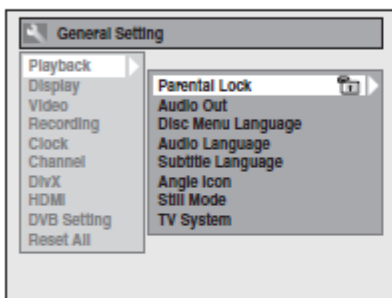 General Setting
Playback
Display
Video
Recording
Clock
Channel
DivX
HDMI
DVB Setting
Reset All
Parental Lock
Audio Out
Disc Menu Language
Audio Language
Subtitle Language
Angle Icon
Still Mode
TV System